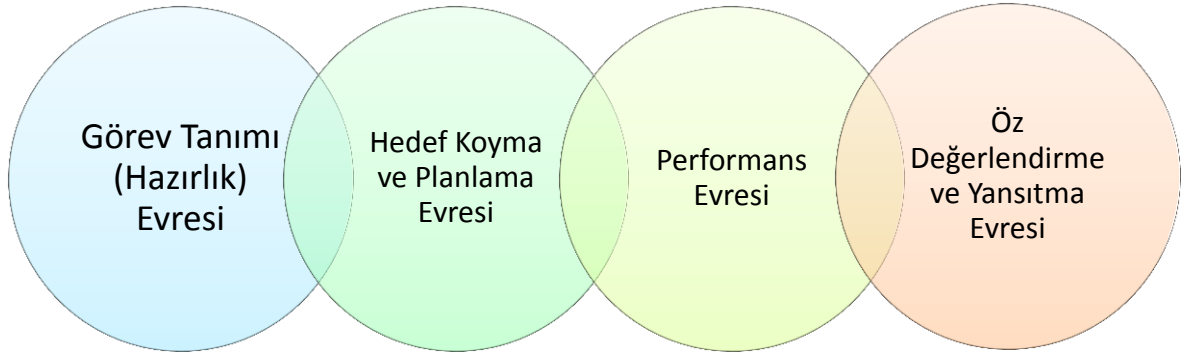 Görev Tanımı
(Hazırlık)
Evresi
Hedef Koyma
ve Planlama
Evresi
Performans
Evresi
Öz
Değerlendirme
ve Yansıtma
Evresi